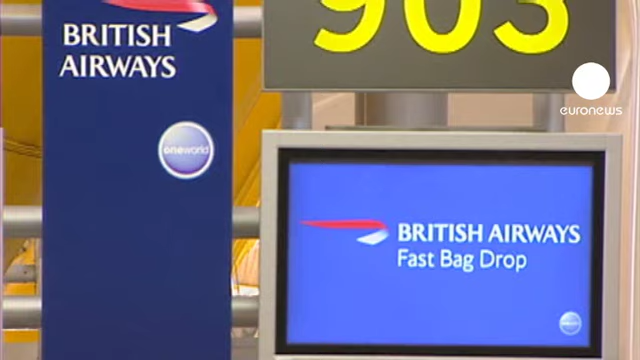 BRITISH
AIRWAYS
oneworld
903
euronews
BRITISH AIRWAYS
Fast Bag Drop